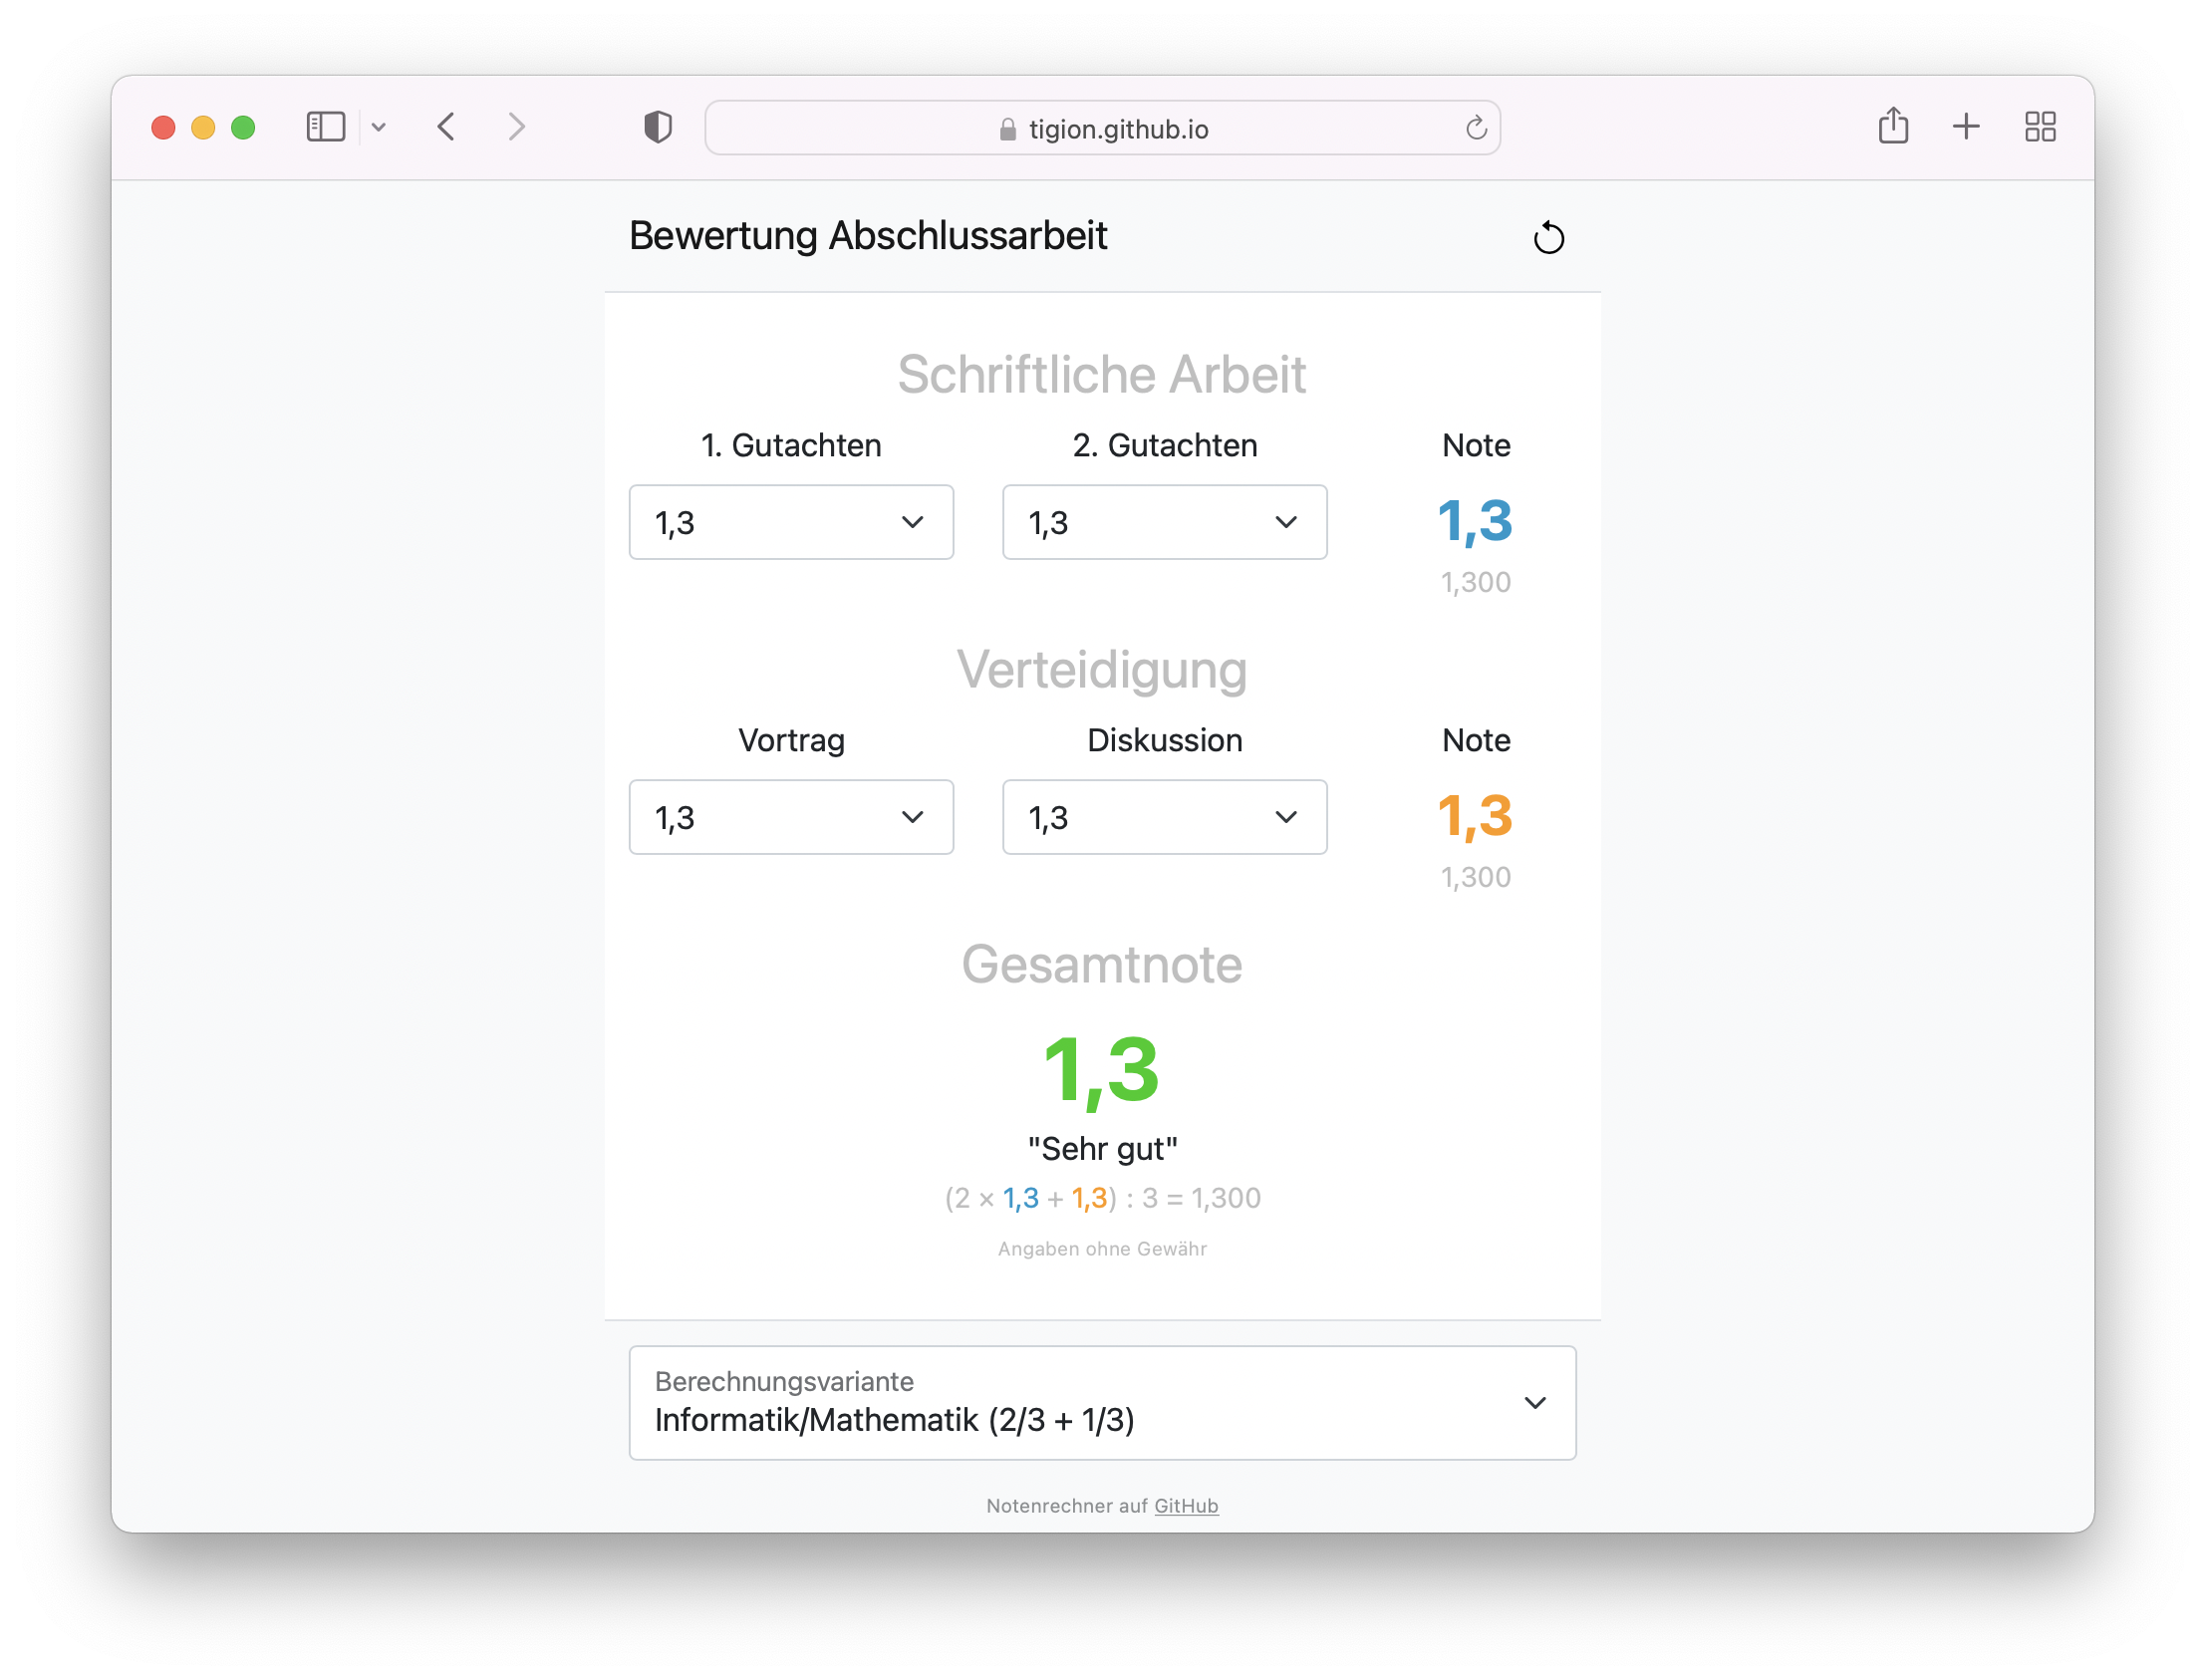 tigion.github.io
Bewertung Abschlussarbeit
Schriftliche Arbeit
1. Gutachten 2. Gutachten Note
1,3 1,3 1,3
1,300
Verteidigung
Vortrag Diskussion Note
1,3 1,3 1,3
1,300
Gesamtnote
1,3
"Sehr gut"
(2 × 1,3 + 1,3) : 3 = 1,300
Angaben ohne Gewähr
Berechnungsvariante
Informatik/Mathematik (2/3 + 1/3)
Notenrechner auf GitHub